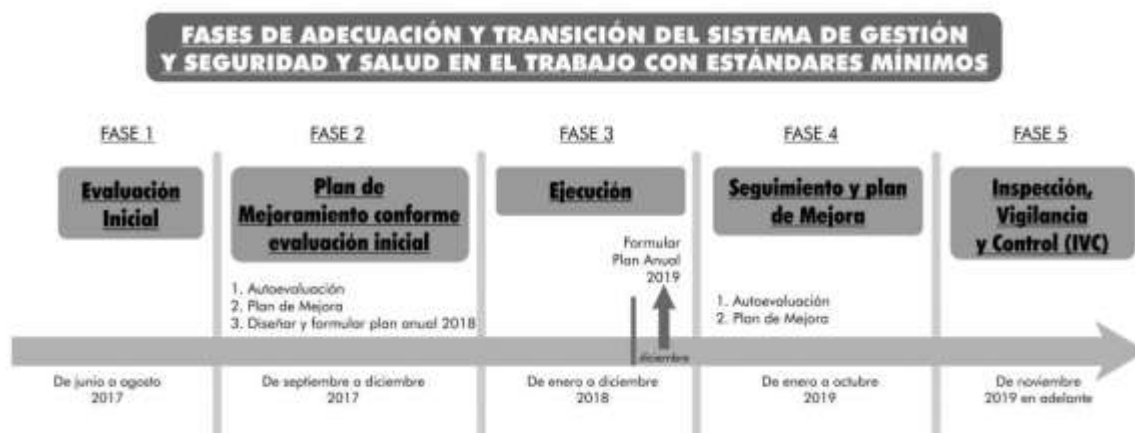 FASES DE ADECUACIÓN Y TRANSICIÓN DEL SISTEMA DE GESTIÓN
Y SEGURIDAD Y SALUD EN EL TRABAJO CON ESTÁNDARES MÍNIMOS
FASE 1
Evaluación
Inicial
De junio a agosto
2017
FASE 2
Plan de
Mejoramiento conforme
evaluación inicial
1. Autoevaluación
2. Plan de Mejora
3. Diseñar y formular plan anual 2018
De septiembre a diciembre
2017
FASE 3
Ejecución
Formular
Plan Anual
2019
diciembre
De enero a diciembre
2018
FASE 4
Seguimiento y plan
de Mejora
1. Autoevaluación
2. Plan de Mejora
De enero a octubre
2019
FASE 5
Inspección,
Vigilancia
y Control (IVC)
De noviembre
2019 en adelante